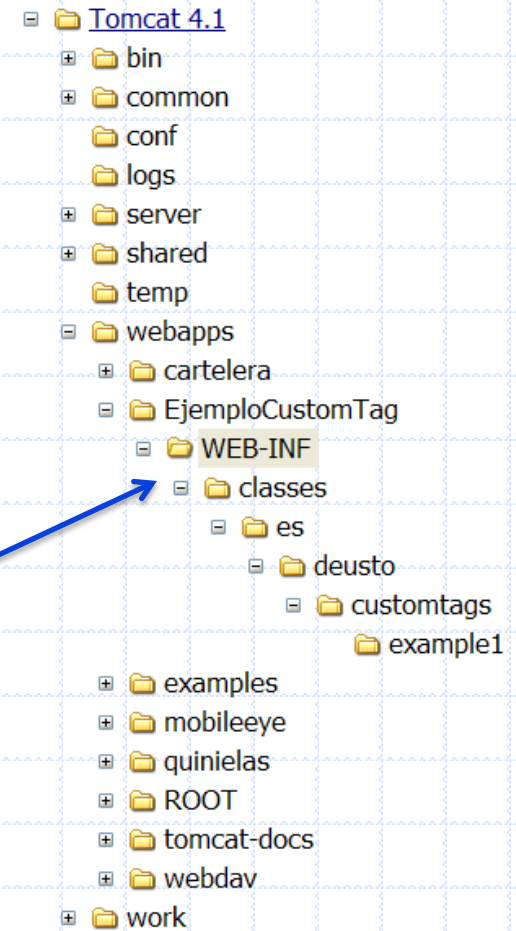 Tomcat 4.1
bin
common
conf
logs
server
shared
temp
webapps
cartelera
EjemploCustomTag
WEB-INF
classes
es
deusto
customtags
example1
examples
mobileeye
quinielas
ROOT
tomcat-docs
webdav
work